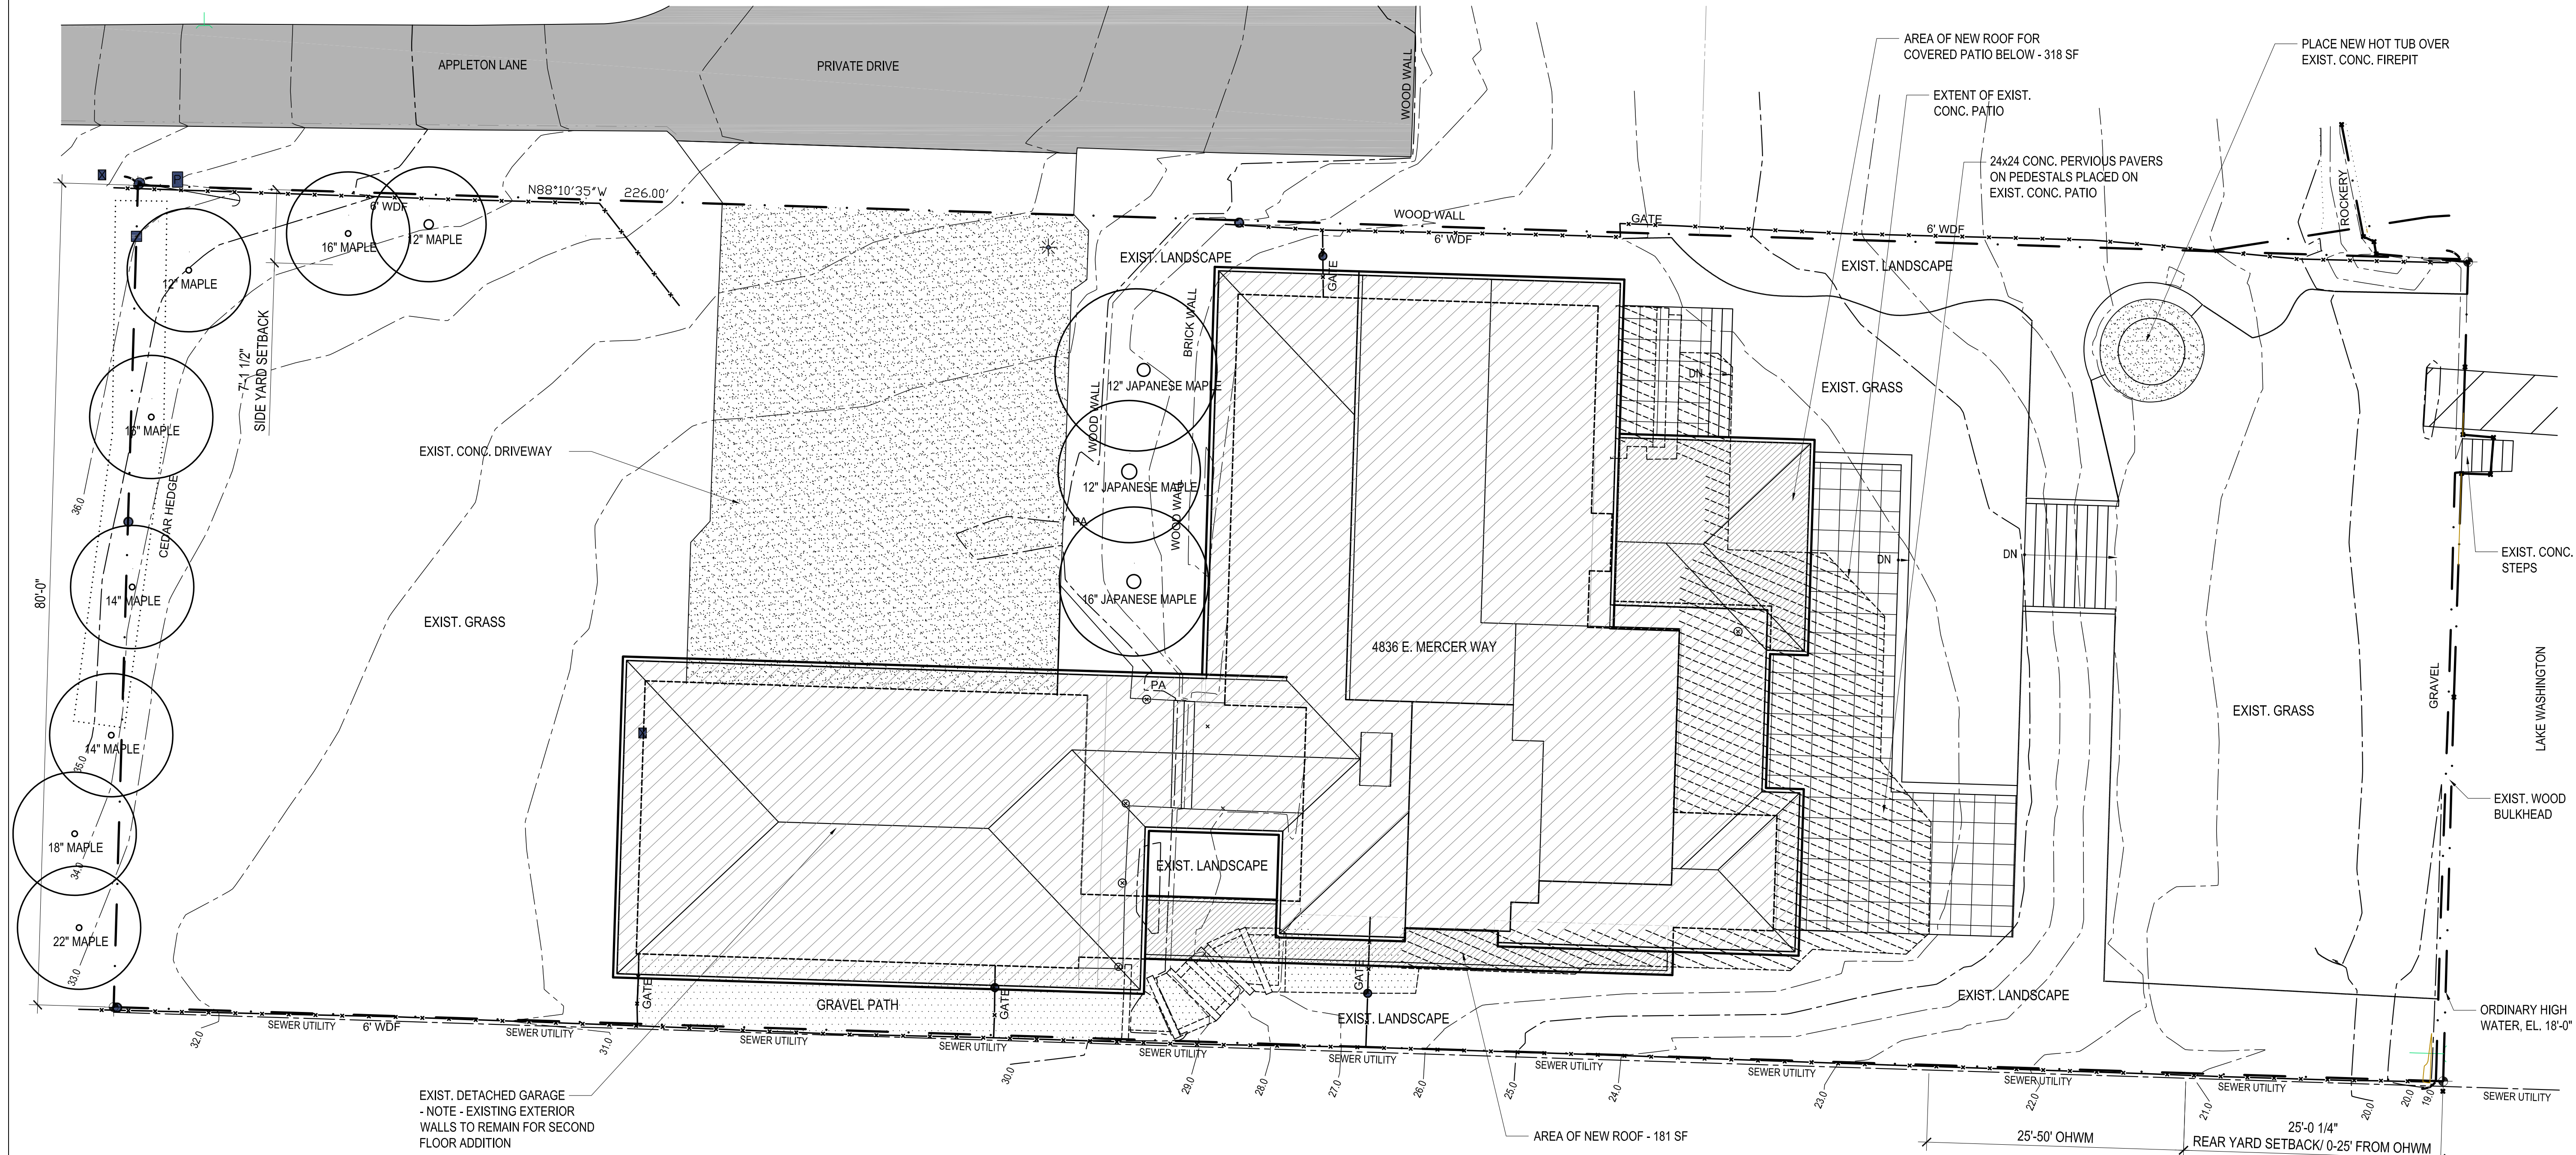 APPLETON LANE
PRIVATE DRIVE
WOOD WALL
AREA OF NEW ROOF FOR
COVERED PATIO BELOW - 318 SF
PLACE NEW HOT TUB OVER
EXIST. CONC. FIREPIT
EXTENT OF EXIST.
CONC. PATIO
24x24 CONC. PERVIOUS PAVERS
ON PEDESTALS PLACED ON
EXIST. CONC. PATIO
P
N88°10'35"W 226.00'
6' WDF
16" MAPLE
12" MAPLE
12" MAPLE
WOOD WALL
6' WDF
GATE
6' WDF
ROCKERY
EXIST. LANDSCAPE
GATE
EXIST. LANDSCAPE
7'-1 1/2"
SIDE YARD SETBACK
BRICK WALL
DN
12" JAPANESE MAPLE
EXIST. GRASS
16" MAPLE
WOOD WALL
EXIST. CONC. DRIVEWAY
12" JAPANESE MAPLE
WOOD WALL
36.0
CEDAR HEDGE
PA
DN
DN
EXIST. CONC.
STEPS
80'-0"
14" MAPLE
16" JAPANESE MAPLE
EXIST. GRASS
4836 E. MERCER WAY
PA
GRAVEL
LAKE WASHINGTON
EXIST. GRASS
14" MAPLE
35.0
EXIST. WOOD
BULKHEAD
18" MAPLE
34.0
EXIST. LANDSCAPE
22" MAPLE
33.0
GATE
GRAVEL PATH
GATE
GATE
EXIST. LANDSCAPE
EXIST. LANDSCAPE
ORDINARY HIGH
WATER, EL. 18'-0"
32.0
SEWER UTILITY
6' WDF
SEWER UTILITY
31.0
SEWER UTILITY
30.0
SEWER UTILITY
29.0
28.0
27.0
SEWER UTILITY
26.0
25.0
SEWER UTILITY
24.0
SEWER UTILITY
23.0
SEWER UTILITY
22.0
21.0
SEWER UTILITY
20.0
20.0
19.0
SEWER UTILITY
EXIST. DETACHED GARAGE
- NOTE - EXISTING EXTERIOR
WALLS TO REMAIN FOR SECOND
FLOOR ADDITION
AREA OF NEW ROOF - 181 SF
25'-50' OHWM
25'-0 1/4"
REAR YARD SETBACK/ 0-25' FROM OHWM